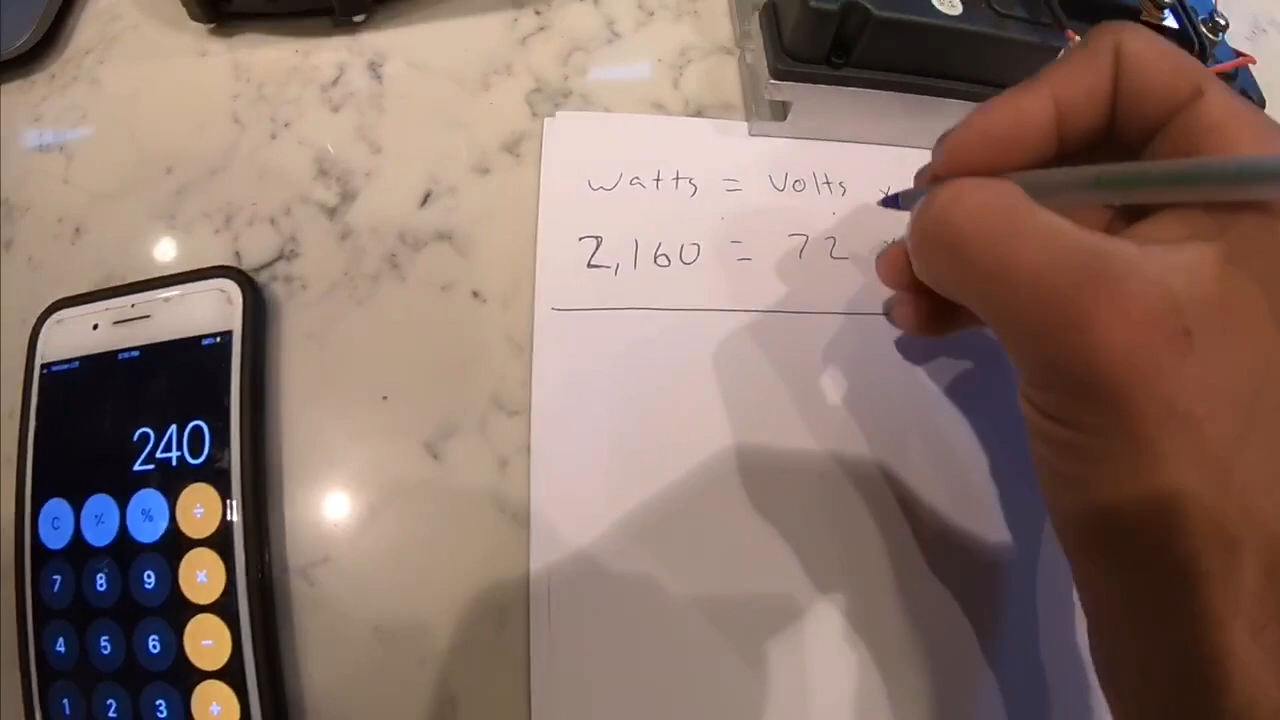 watts = Volts x
2,160 = 72 x
240
C % ÷
7 8 9 ×
4 5 6 −
1 2 3 +